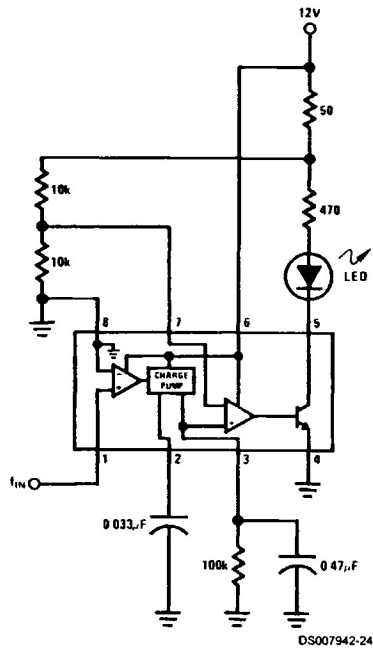 12V
50
10k
470
10k
LED
8 7 6 5
CHARGE PUMP
1 2 3 4
fIN
0 033μF
100k
0 47μF
DS007942-24